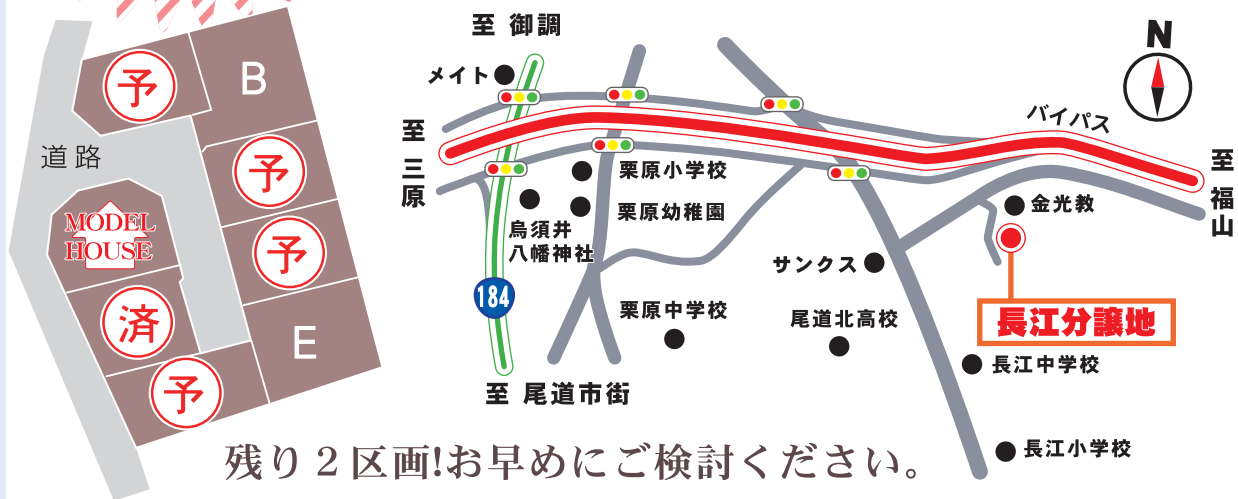 予
B
道路
予
MODEL
HOUSE
予
済
E
予
至 御調
メイト
至
三
原
栗原小学校
栗原幼稚園
烏須井
八幡神社
184
栗原中学校
至 尾道市街
サンクス
尾道北高校
N
バイパス
至
福
山
金光教
長江分譲地
長江中学校
長江小学校
残り2区画!お早めにご検討ください。